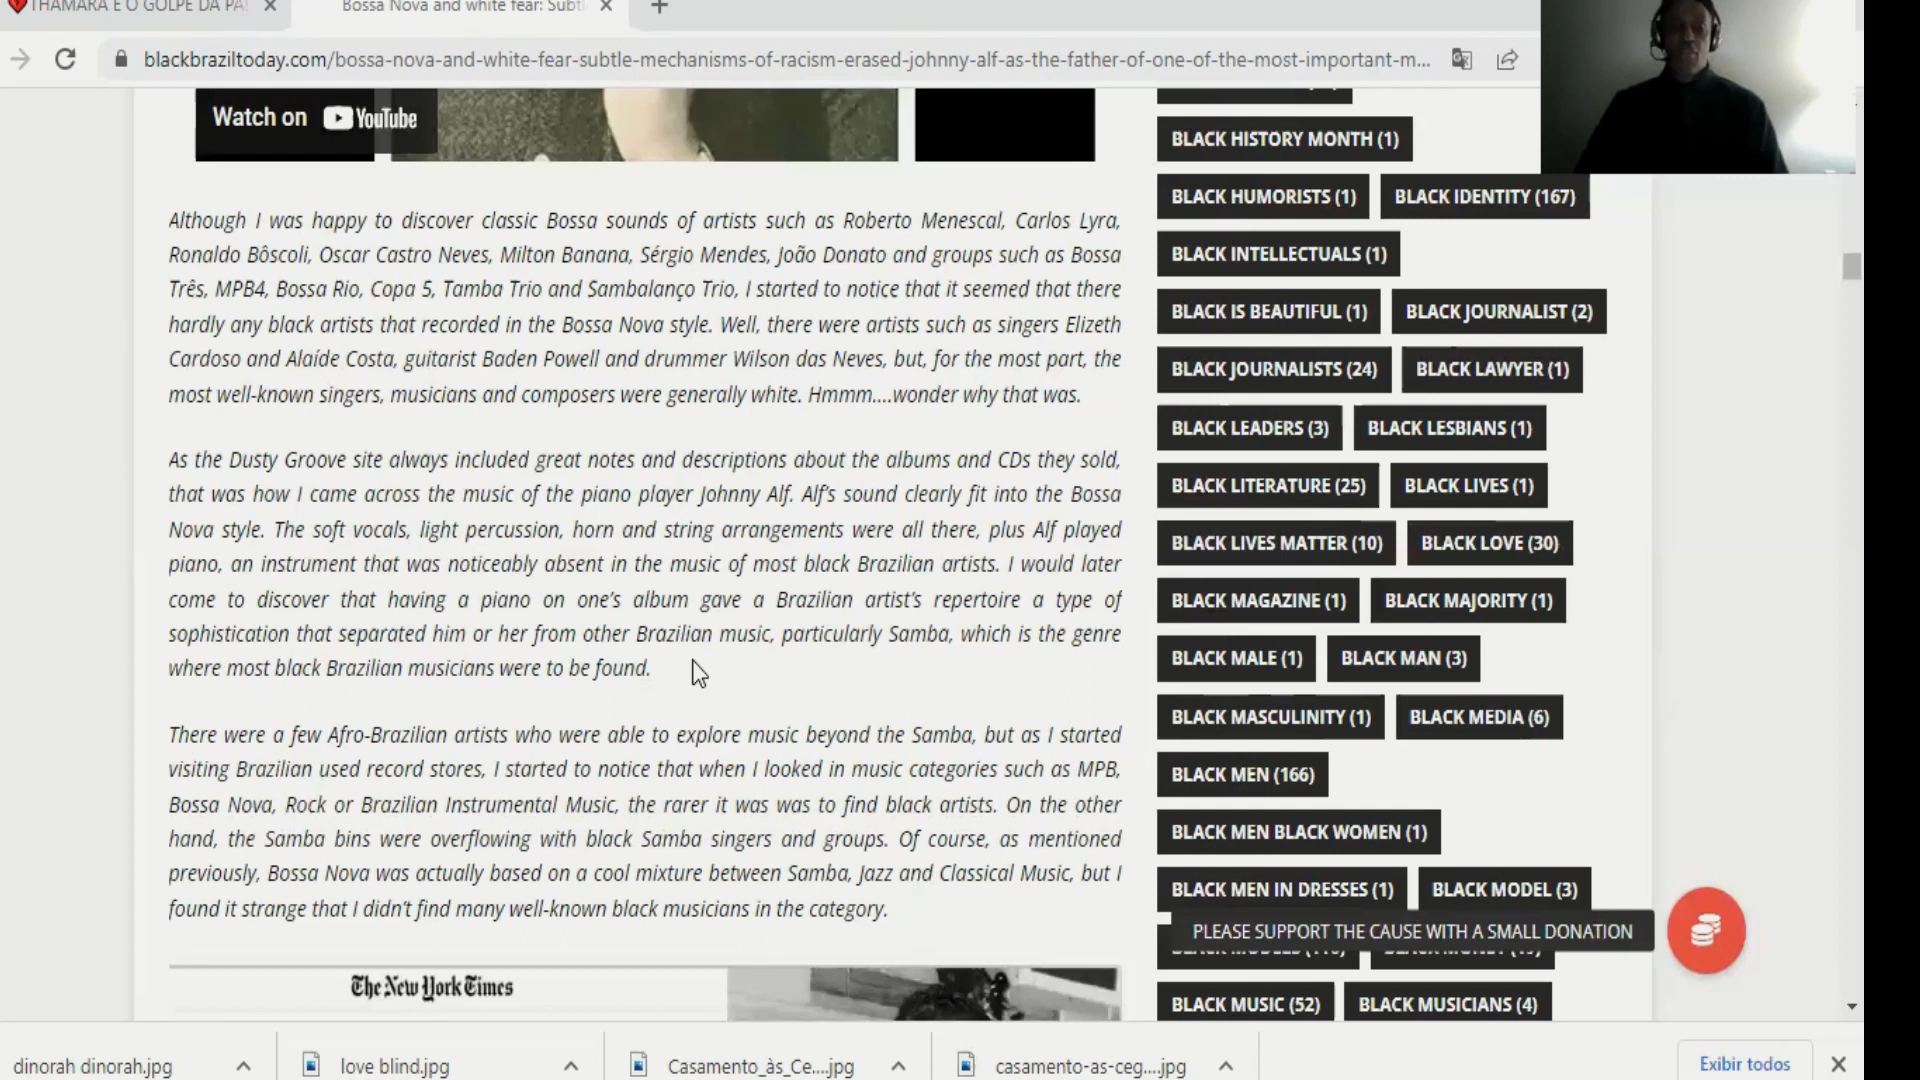 THAMARA E O GOLPE DA PA
Bossa Nova and white fear: Subt
blackbraziltoday.com/bossa-nova-and-white-fear-subtle-mechanisms-of-racism-erased-johnny-alf-as-the-father-of-one-of-the-most-important-m...
Watch on YouTube
Although I was happy to discover classic Bossa sounds of artists such as Roberto Menescal, Carlos Lyra,
Ronaldo Bôscoli, Oscar Castro Neves, Milton Banana, Sérgio Mendes, João Donato and groups such as Bossa
Três, MPB4, Bossa Rio, Copa 5, Tamba Trio and Sambalanço Trio, I started to notice that it seemed that there
hardly any black artists that recorded in the Bossa Nova style. Well, there were artists such as singers Elizeth
Cardoso and Alaíde Costa, guitarist Baden Powell and drummer Wilson das Neves, but, for the most part, the
most well-known singers, musicians and composers were generally white. Hmmm....wonder why that was.
As the Dusty Groove site always included great notes and descriptions about the albums and CDs they sold,
that was how I came across the music of the piano player Johnny Alf. Alf's sound clearly fit into the Bossa
Nova style. The soft vocals, light percussion, horn and string arrangements were all there, plus Alf played
piano, an instrument that was noticeably absent in the music of most black Brazilian artists. I would later
come to discover that having a piano on one's album gave a Brazilian artist's repertoire a type of
sophistication that separated him or her from other Brazilian music, particularly Samba, which is the genre
where most black Brazilian musicians were to be found.
There were a few Afro-Brazilian artists who were able to explore music beyond the Samba, but as I started
visiting Brazilian used record stores, I started to notice that when I looked in music categories such as MPB,
Bossa Nova, Rock or Brazilian Instrumental Music, the rarer it was was to find black artists. On the other
hand, the Samba bins were overflowing with black Samba singers and groups. Of course, as mentioned
previously, Bossa Nova was actually based on a cool mixture between Samba, Jazz and Classical Music, but I
found it strange that I didn't find many well-known black musicians in the category.
The New York Times
BLACK HISTORY MONTH (1)
BLACK HUMORISTS (1) BLACK IDENTITY (167)
BLACK INTELLECTUALS (1)
BLACK IS BEAUTIFUL (1) BLACK JOURNALIST (2)
BLACK JOURNALISTS (24) BLACK LAWYER (1)
BLACK LEADERS (3) BLACK LESBIANS (1)
BLACK LITERATURE (25) BLACK LIVES (1)
BLACK LIVES MATTER (10) BLACK LOVE (30)
BLACK MAGAZINE (1) BLACK MAJORITY (1)
BLACK MALE (1) BLACK MAN (3)
BLACK MASCULINITY (1) BLACK MEDIA (6)
BLACK MEN (166)
BLACK MEN BLACK WOMEN (1)
BLACK MEN IN DRESSES (1) BLACK MODEL (3)
PLEASE SUPPORT THE CAUSE WITH A SMALL DONATION
BLACK MUSIC (52) BLACK MUSICIANS (4)
dinorah dinorah.jpg love blind.jpg Casamento_às_Ce....jpg casamento-as-ceg....jpg Exibir todos